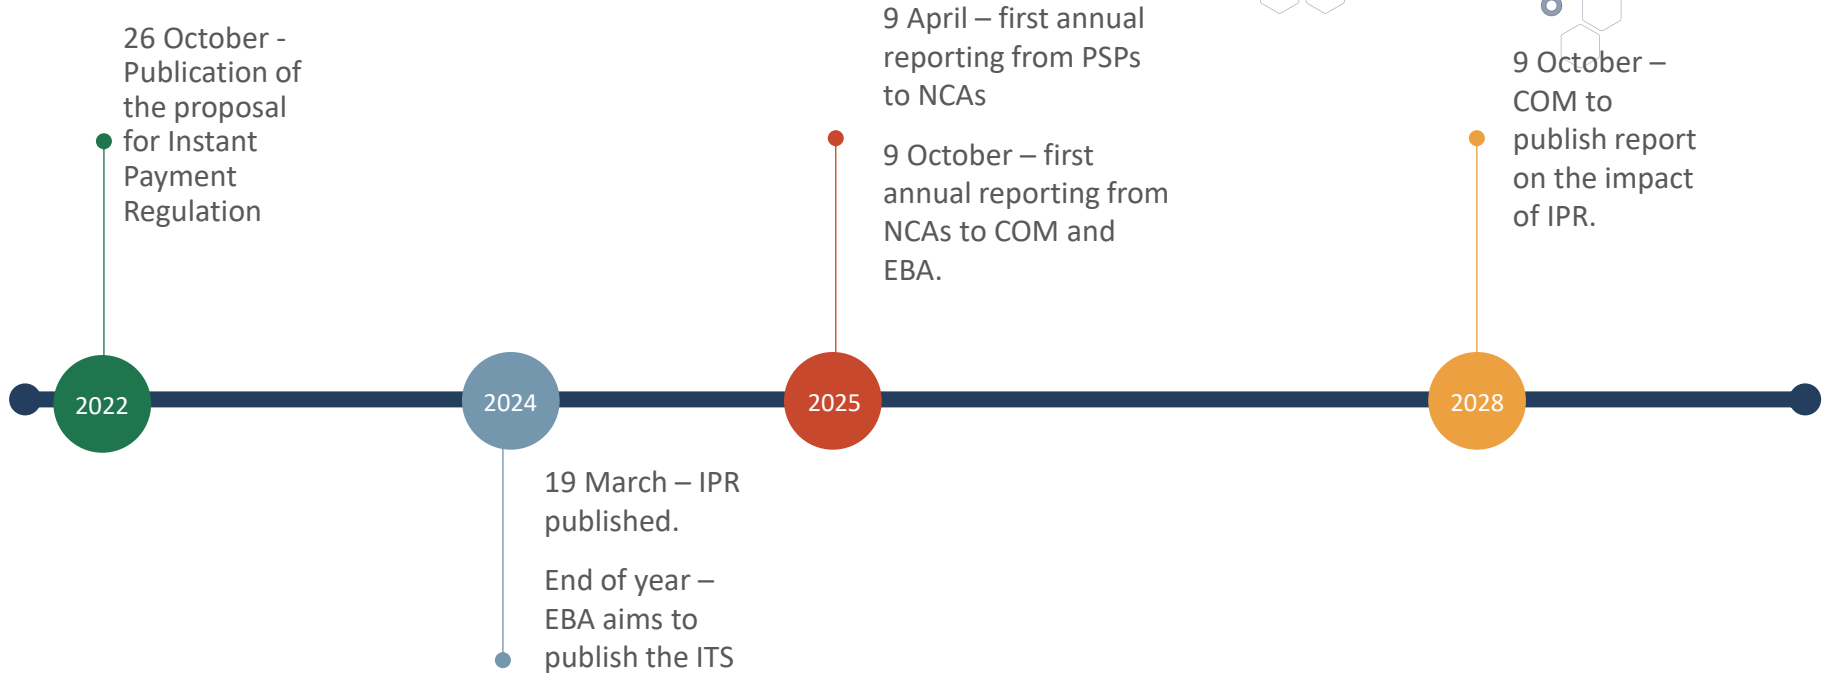 26 October -
Publication of
the proposal
for Instant
Payment
Regulation
2022
2024
19 March – IPR
published.
End of year –
EBA aims to
publish the ITS
9 April – first annual
reporting from PSPs
to NCAs
9 October – first
annual reporting from
NCAs to COM and
EBA.
2025
9 October –
COM to
publish report
on the impact
of IPR.
2028